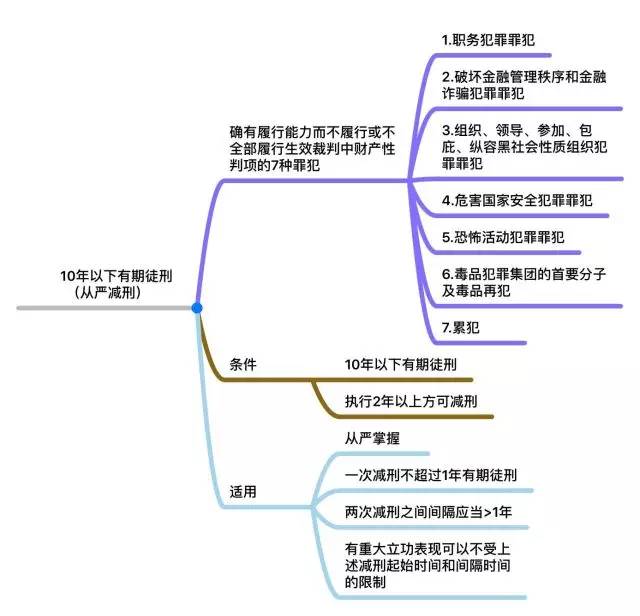 10年以下有期徒刑
（从严减刑）
确有履行能力而不履行或不
全部履行生效裁判中财产性
判项的7种罪犯
1.职务犯罪罪犯
2.破坏金融管理秩序和金融
诈骗犯罪罪犯
3.组织、领导、参加、包
庇、纵容黑社会性质组织犯
罪罪犯
4.危害国家安全犯罪罪犯
5.恐怖活动犯罪罪犯
6.毒品犯罪集团的首要分子
及毒品再犯
7.累犯
条件
10年以下有期徒刑
执行2年以上方可减刑
适用
从严掌握
一次减刑不超过1年有期徒刑
两次减刑之间间隔应当>1年
有重大立功表现可以不受上
述减刑起始时间和间隔时间
的限制